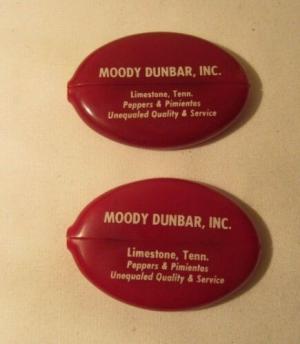 MOODY DUNBAR, INC.
Limestone, Tenn.
Peppers & Pimientos
Unequaled Quality & Service
MOODY DUNBAR, INC.
Limestone, Tenn.
Peppers & Pimientos
Unequaled Quality & Service